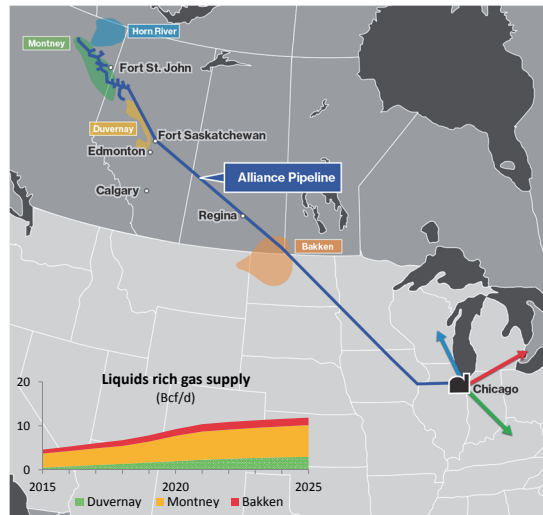 Horn River
Montney
Fort St. John
Duvernay
Fort Saskatchewan
Edmonton
Alliance Pipeline
Calgary
Regina
Bakken
Chicago
Liquids rich gas supply
(Bcf/d)
20
10
0
2015 2020 2025
Duvernay Montney Bakken